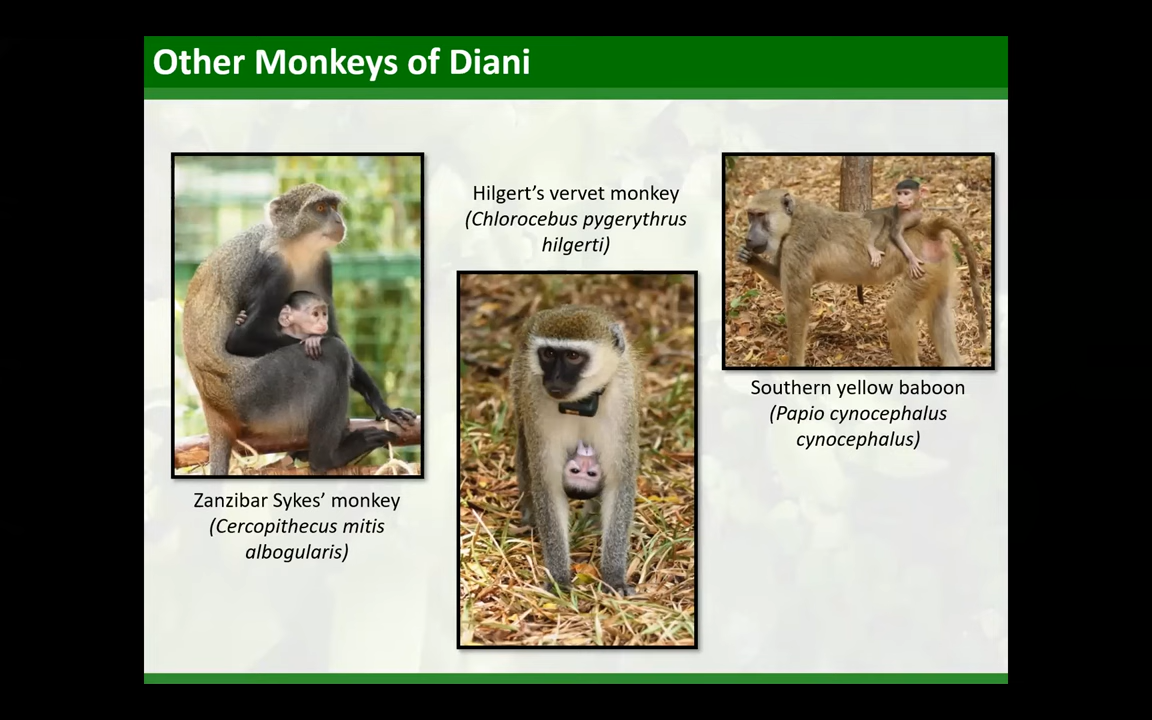 Other Monkeys of Diani
Zanzibar Sykes’ monkey
(Cercopithecus mitis
albogularis)
Hilgert’s vervet monkey
(Chlorocebus pygerythrus
hilgerti)
Southern yellow baboon
(Papio cynocephalus
cynocephalus)